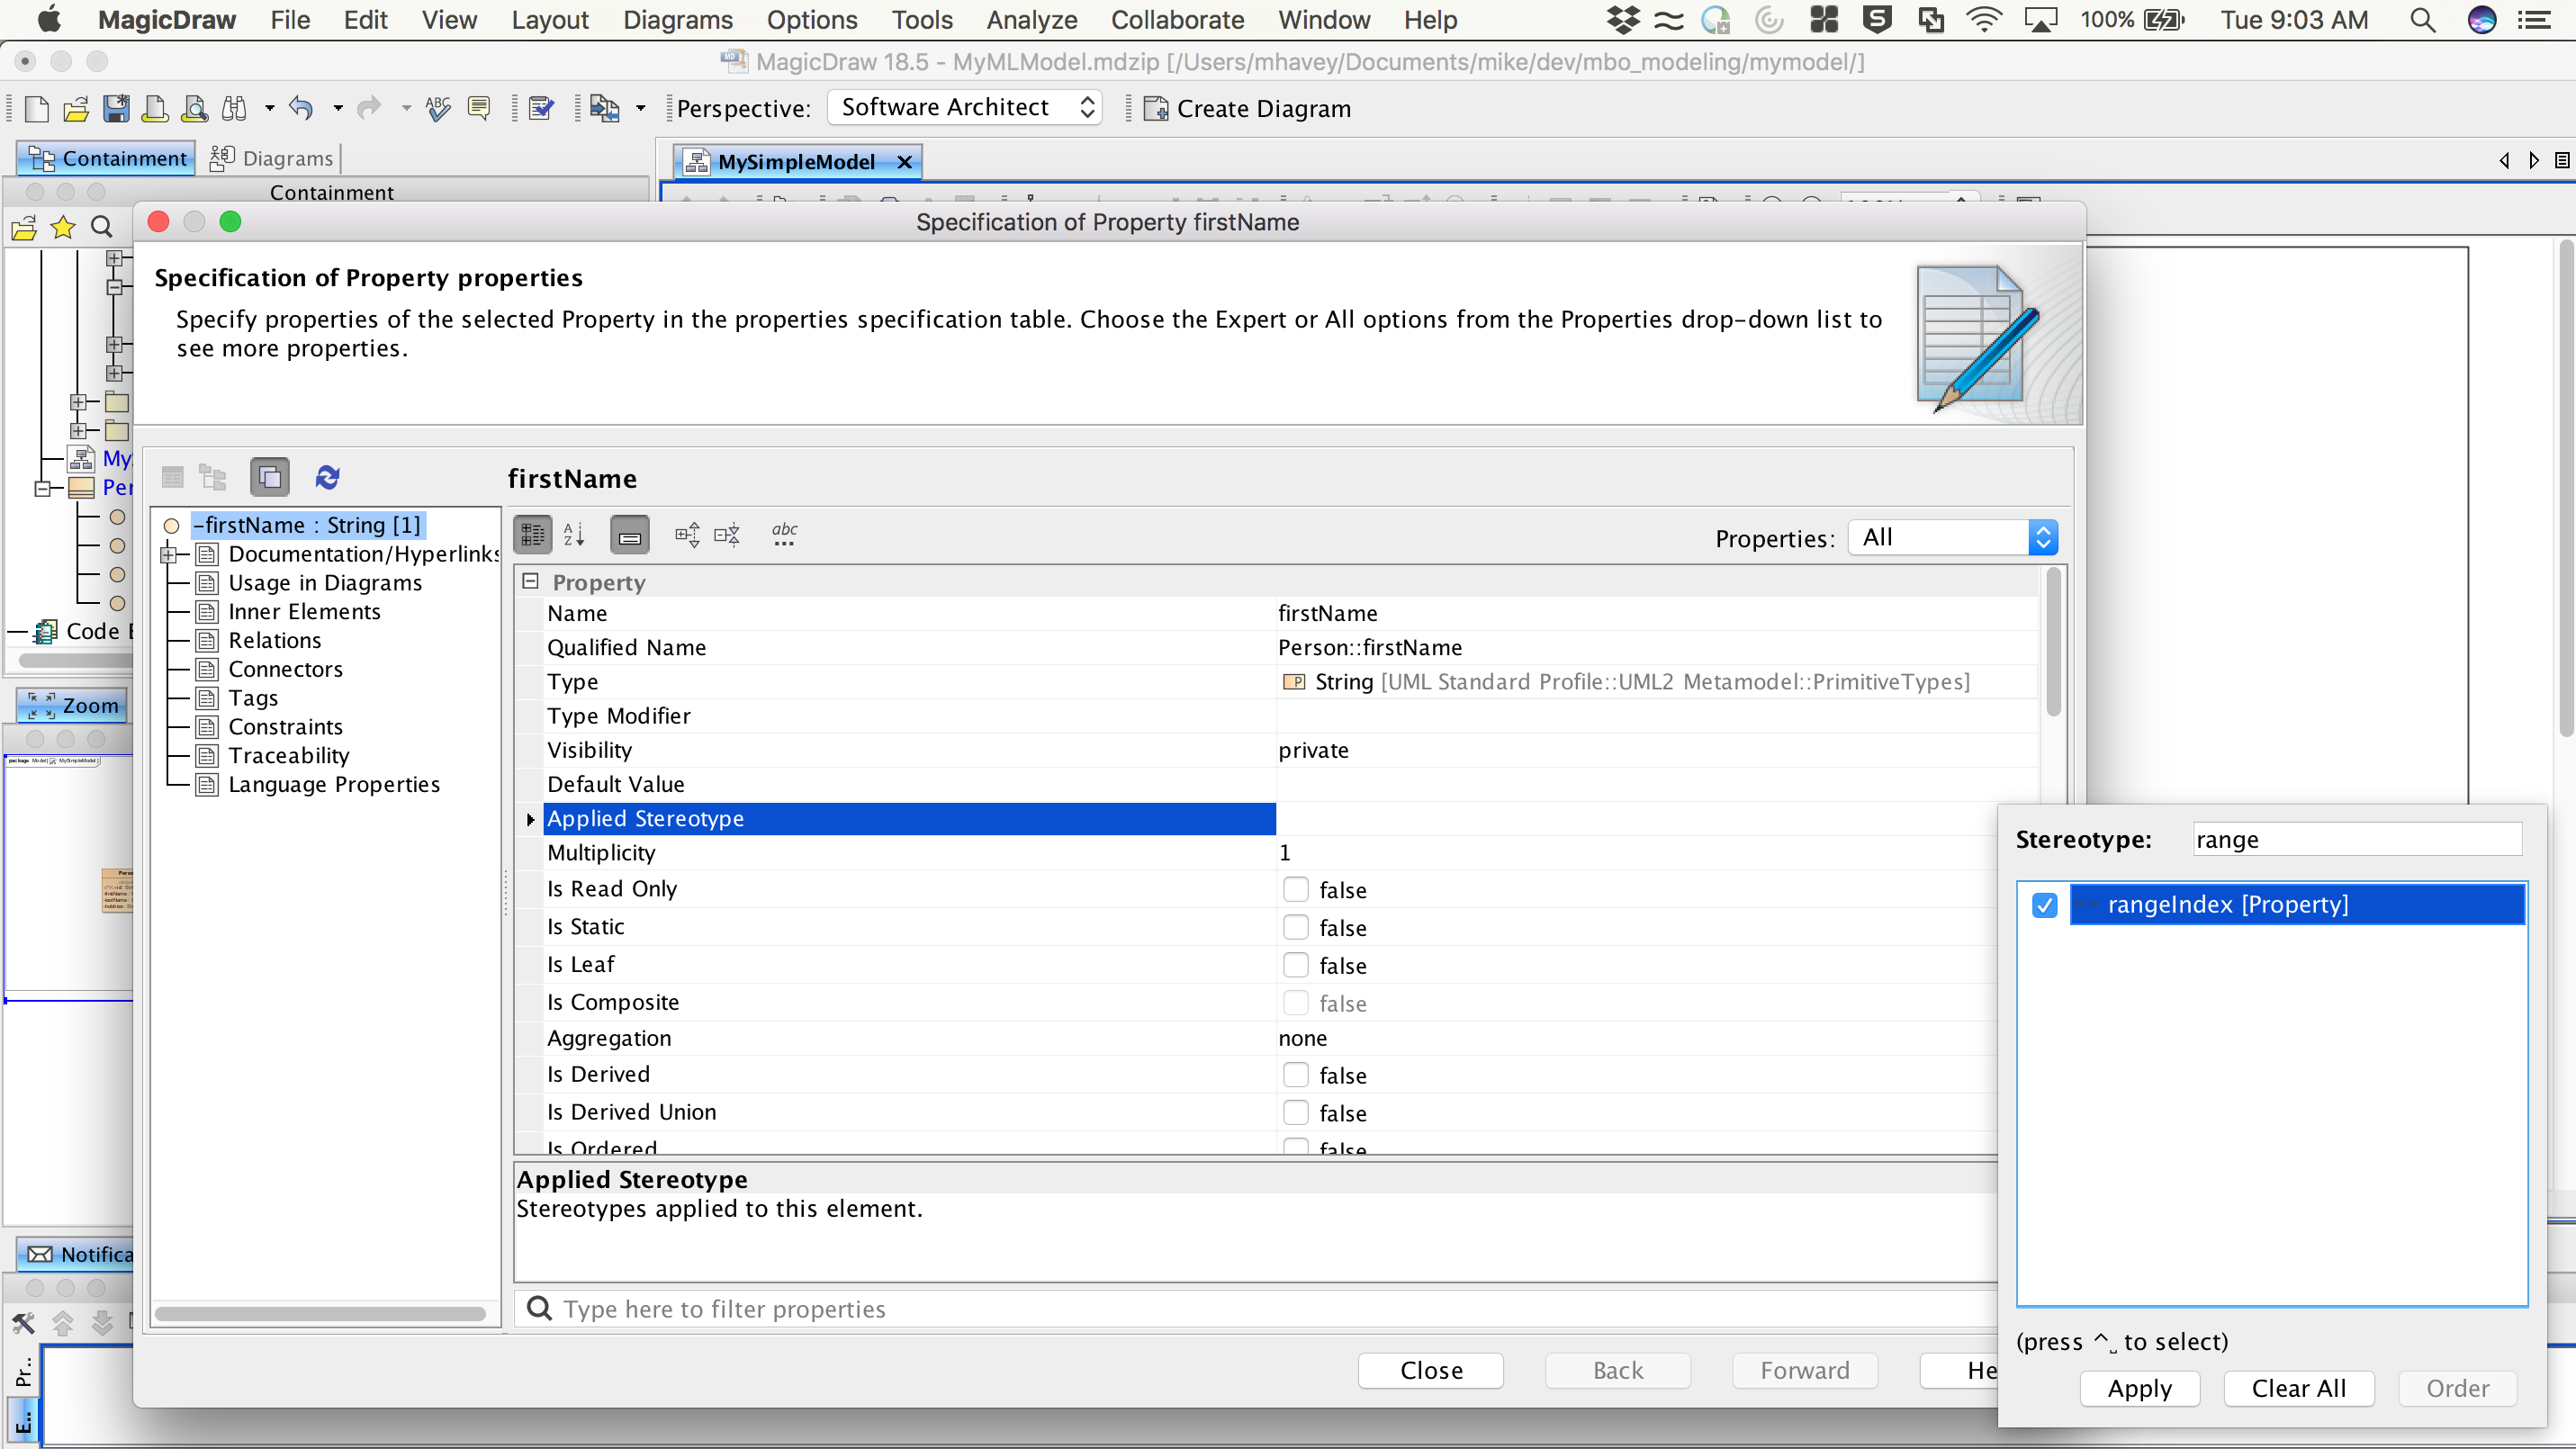 MagicDraw File Edit View Layout Diagrams Options Tools Analyze Collaborate Window Help 100% Tue 9:03 AM
MagicDraw 18.5 - MyMLModel.mdzip [/Users/mhavey/Documents/mike/dev/mbo_modeling/mymodel/]
Perspective: Software Architect Create Diagram
Containment Diagrams
MySimpleModel
Containment
Specification of Property firstName
Specification of Property properties
Specify properties of the selected Property in the properties specification table. Choose the Expert or All options from the Properties drop-down list to
see more properties.
My
Per
Code E
Zoom
Notifica
Pr..
E...
firstName
-firstName : String [1]
Documentation/Hyperlinks
Usage in Diagrams
Inner Elements
Relations
Connectors
Tags
Constraints
Traceability
Language Properties
abc
Properties: All
Property
Name firstName
Qualified Name Person::firstName
Type String [UML Standard Profile::UML2 Metamodel::PrimitiveTypes]
Type Modifier
Visibility private
Default Value
Applied Stereotype
Multiplicity 1
Is Read Only false
Is Static false
Is Leaf false
Is Composite false
Aggregation none
Is Derived false
Is Derived Union false
Is Ordered false
Applied Stereotype
Stereotypes applied to this element.
Type here to filter properties
Close Back Forward He
Stereotype: range
rangeIndex [Property]
(press ^␣ to select)
Apply Clear All Order